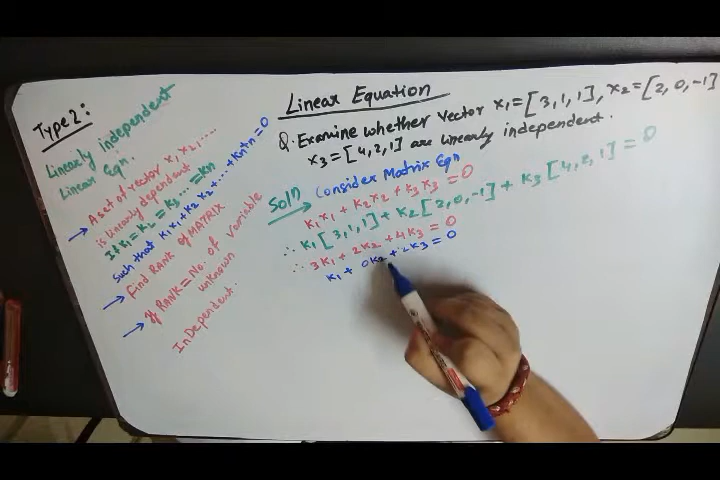 Type 2:
Linearly independent
Linear Eqn.
→ A set of vector x1 x2, ....
is linearly dependent
If k1 = k2 = k3 ... = kn
such that k1x1 + k2x2 + ... + knxn = 0
→ Find RANK of MATRIX
→ If RANK = No. of variable
unknown
InDependent.
Linear Equation
Q. Examine whether vector x1 = [3, 1, 1], x2 = [2, 0, -1]
x3 = [4, 2, 1] are linearly independent.
Soln Consider Matrix Eqn
k1x1 + k2x2 + k3x3 = 0
∴ k1 [3, 1, 1] + k2 [2, 0, -1] + k3 [4, 2, 1] = 0
∴ 3k1 + 2k2 + 4k3 = 0
k1 + 0k2 + 2k3 = 0